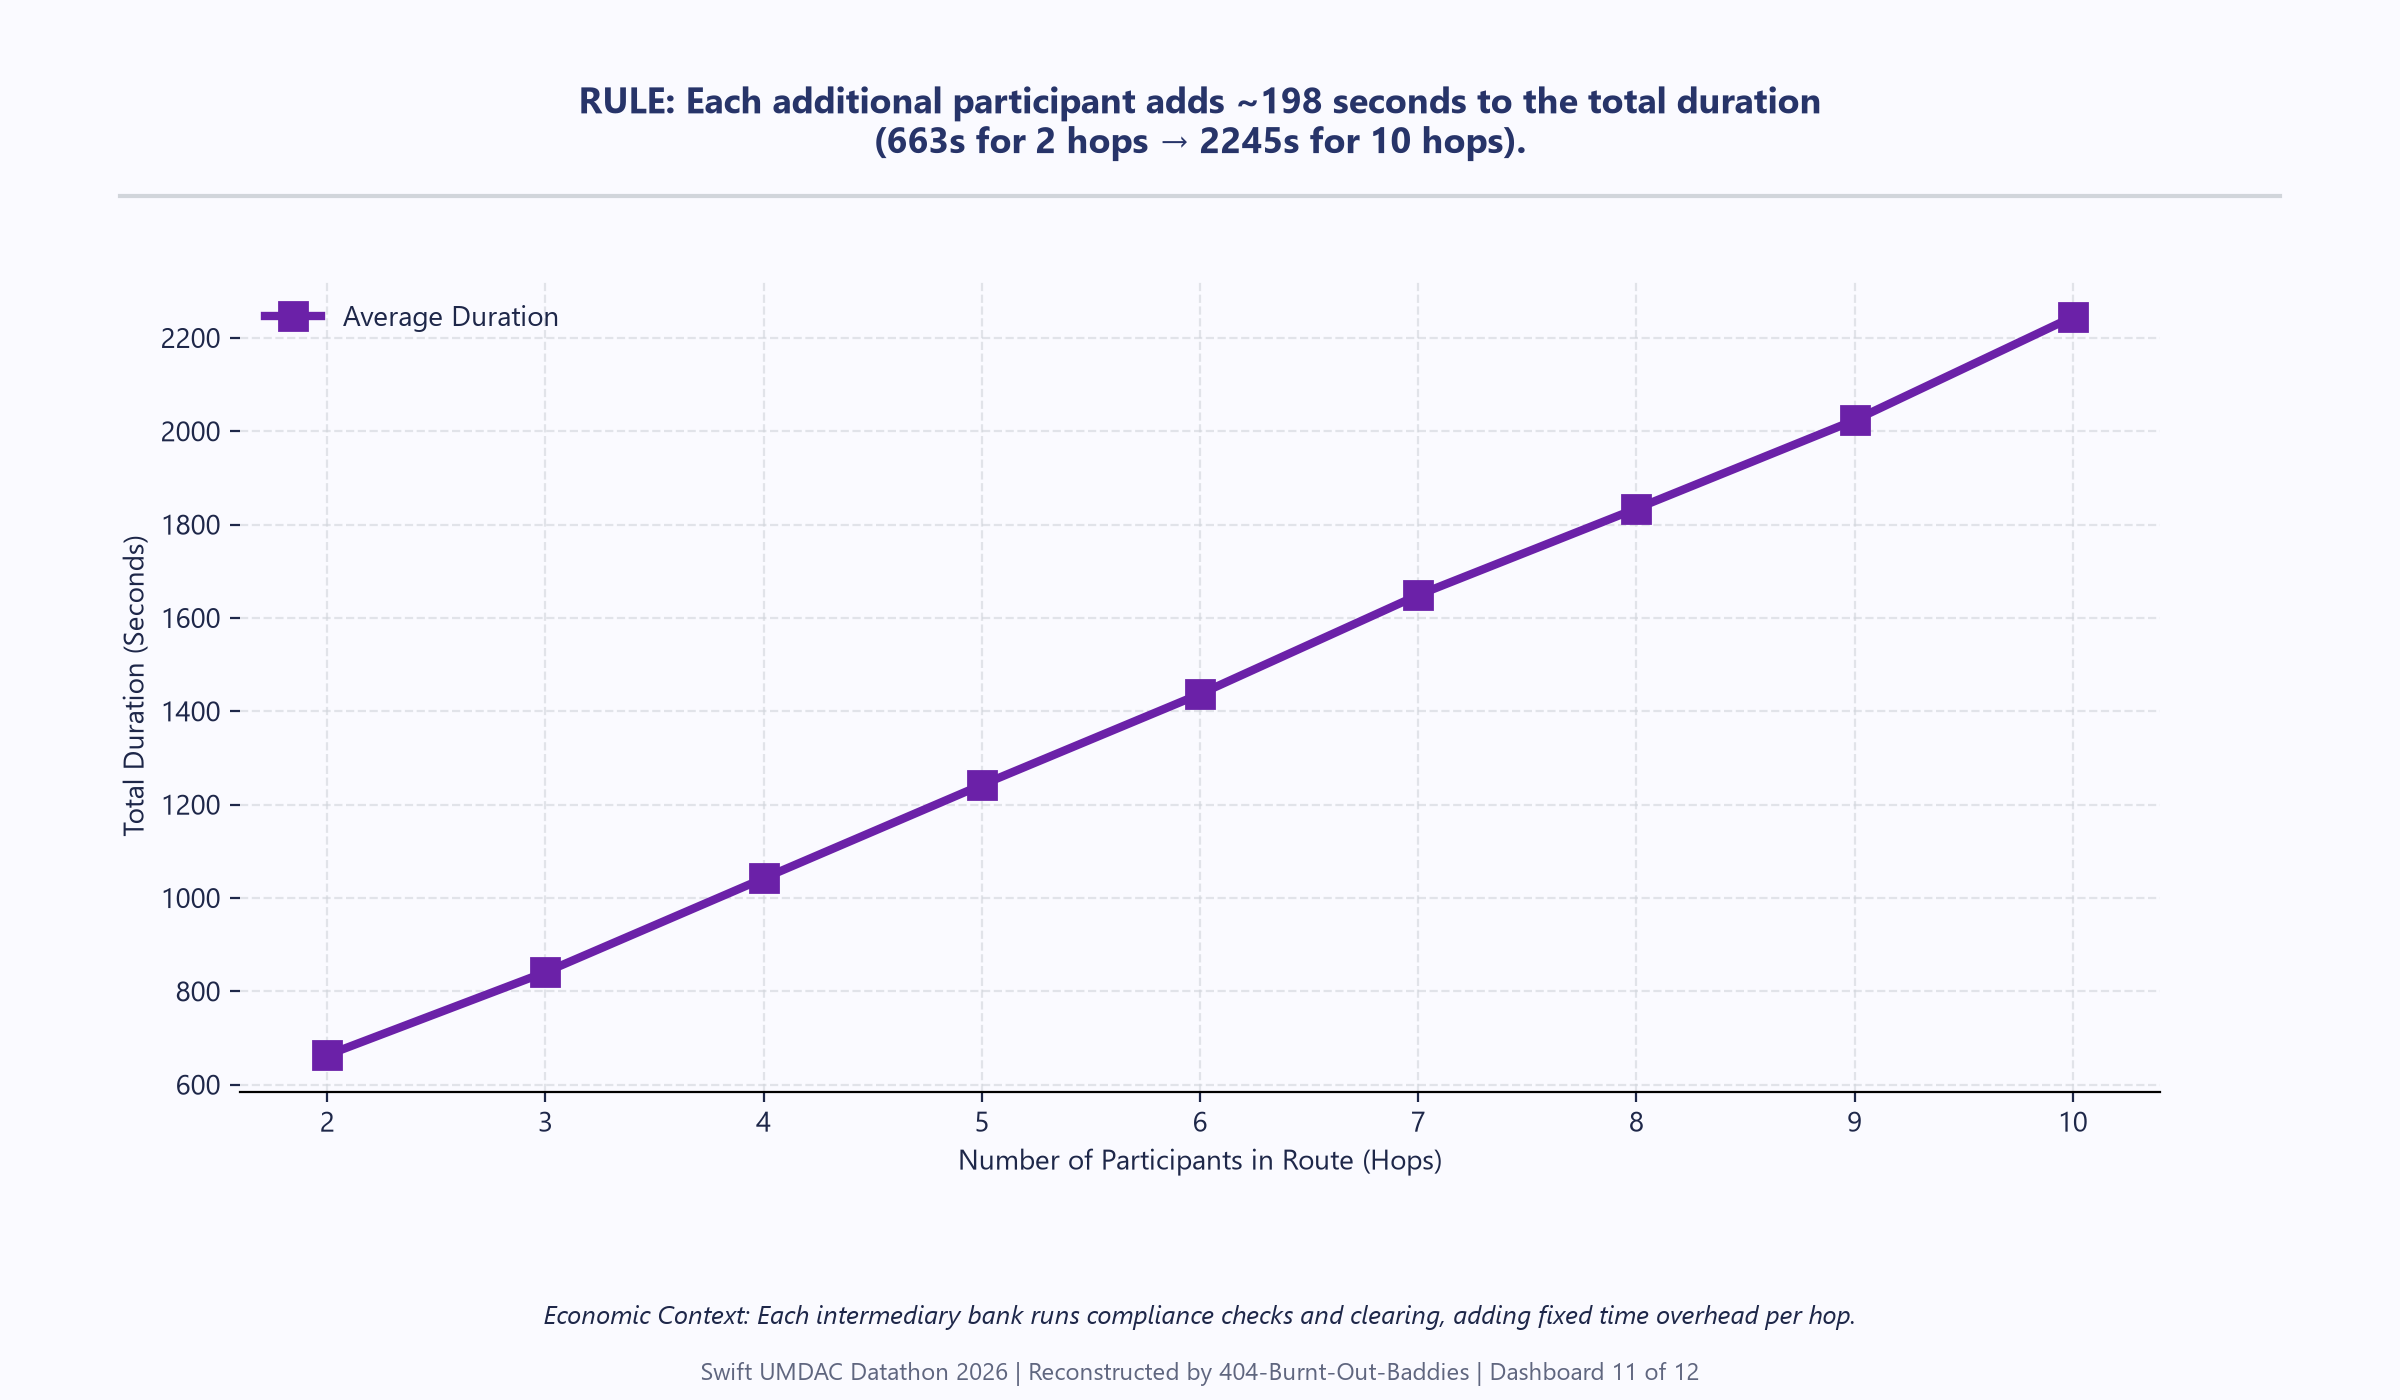 RULE: Each additional participant adds ~198 seconds to the total duration
(663s for 2 hops → 2245s for 10 hops).
Average Duration
2200
2000
1800
1600
1400
1200
1000
800
600
Total Duration (Seconds)
2 3 4 5 6 7 8 9 10
Number of Participants in Route (Hops)
Economic Context: Each intermediary bank runs compliance checks and clearing, adding fixed time overhead per hop.
Swift UMDAC Datathon 2026 | Reconstructed by 404-Burnt-Out-Baddies | Dashboard 11 of 12